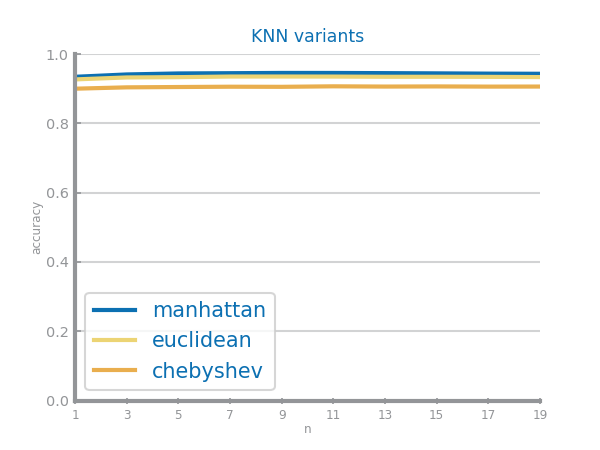 KNN variants
1.0
0.8
0.6
0.4
0.2
0.0
accuracy
manhattan
euclidean
chebyshev
1 3 5 7 9 11 13 15 17 19
n